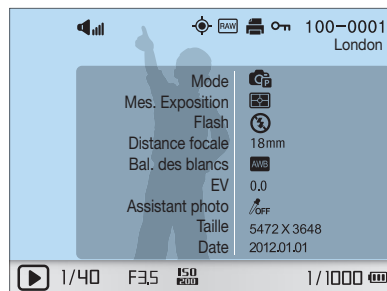 RAW 100-0001
London
Mode P
Mes. Exposition
Flash
Distance focale 18mm
Bal. des blancs AWB
EV 0.0
Assistant photo OFF
Taille 5472 X 3648
Date 2012.01.01
1/40 F3.5 ISO 200 1/1000